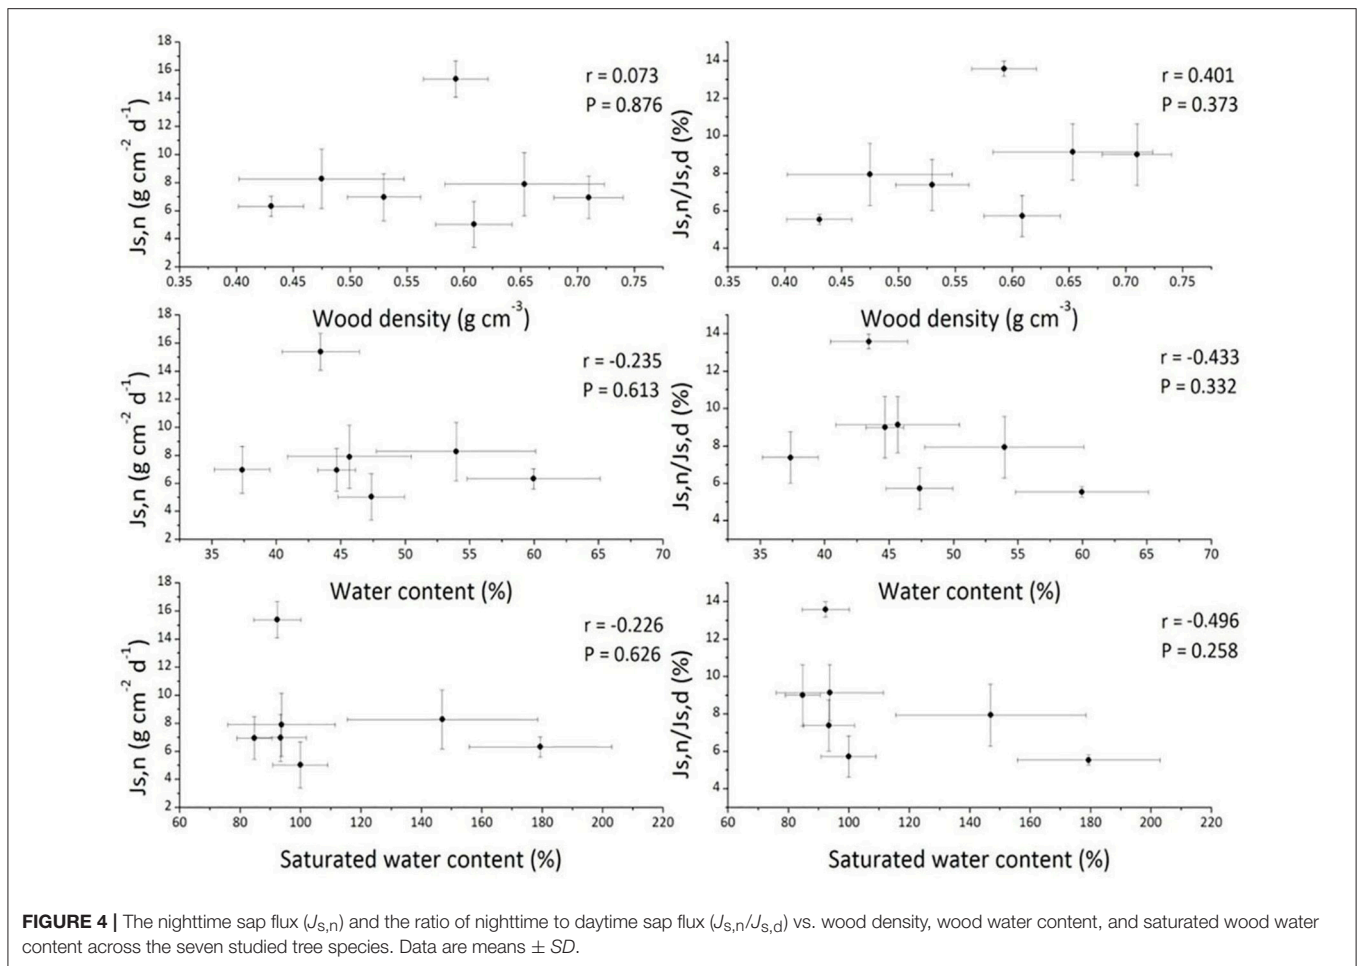 18
16
14
12
10
8
6
4
2
Js,n (g cm-2 d-1)
r = 0.073
P = 0.876
0.35 0.40 0.45 0.50 0.55 0.60 0.65 0.70 0.75
Wood density (g cm-3)
14
12
10
8
6
4
Js,n/Js,d (%)
r = 0.401
P = 0.373
0.35 0.40 0.45 0.50 0.55 0.60 0.65 0.70 0.75
Wood density (g cm-3)
18
16
14
12
10
8
6
4
2
Js,n (g cm-2 d-1)
r = -0.235
P = 0.613
35 40 45 50 55 60 65 70
Water content (%)
14
12
10
8
6
4
Js,n/Js,d (%)
r = -0.433
P = 0.332
35 40 45 50 55 60 65 70
Water content (%)
18
16
14
12
10
8
6
4
2
Js,n (g cm-2 d-1)
r = -0.226
P = 0.626
60 80 100 120 140 160 180 200 220
Saturated water content (%)
14
12
10
8
6
4
Js,n/Js,d (%)
r = -0.496
P = 0.258
60 80 100 120 140 160 180 200 220
Saturated water content (%)
FIGURE 4 | The nighttime sap flux (Js,n) and the ratio of nighttime to daytime sap flux (Js,n/Js,d) vs. wood density, wood water content, and saturated wood water
content across the seven studied tree species. Data are means ± SD.